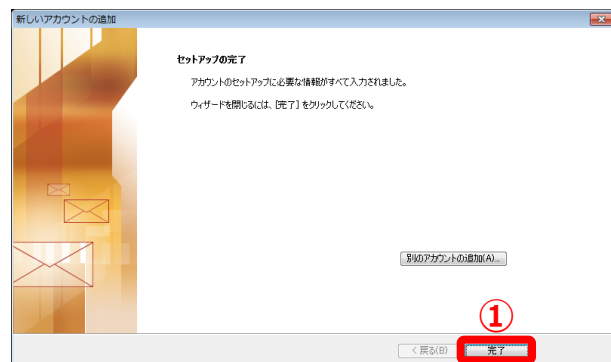 新しいアカウントの追加
セットアップの完了
アカウントのセットアップに必要な情報がすべて入力されました。
ウィザードを閉じるには、[完了] をクリックしてください。
別のアカウントの追加(A)...
①
< 戻る(B)
完了